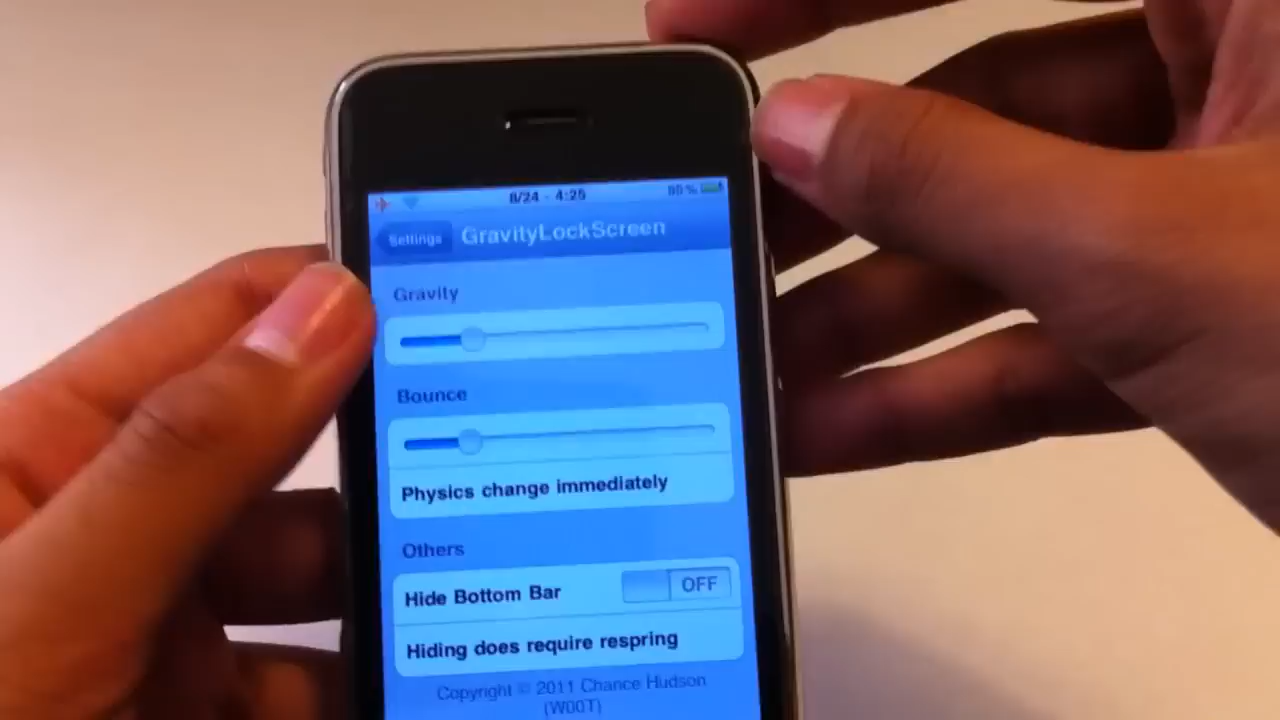 8/24 - 4:25
Settings
GravityLockScreen
Gravity
Bounce
Physics change immediately
Others
Hide Bottom Bar
OFF
Hiding does require respring
Copyright © 2011 Chance Hudson
(W00T)